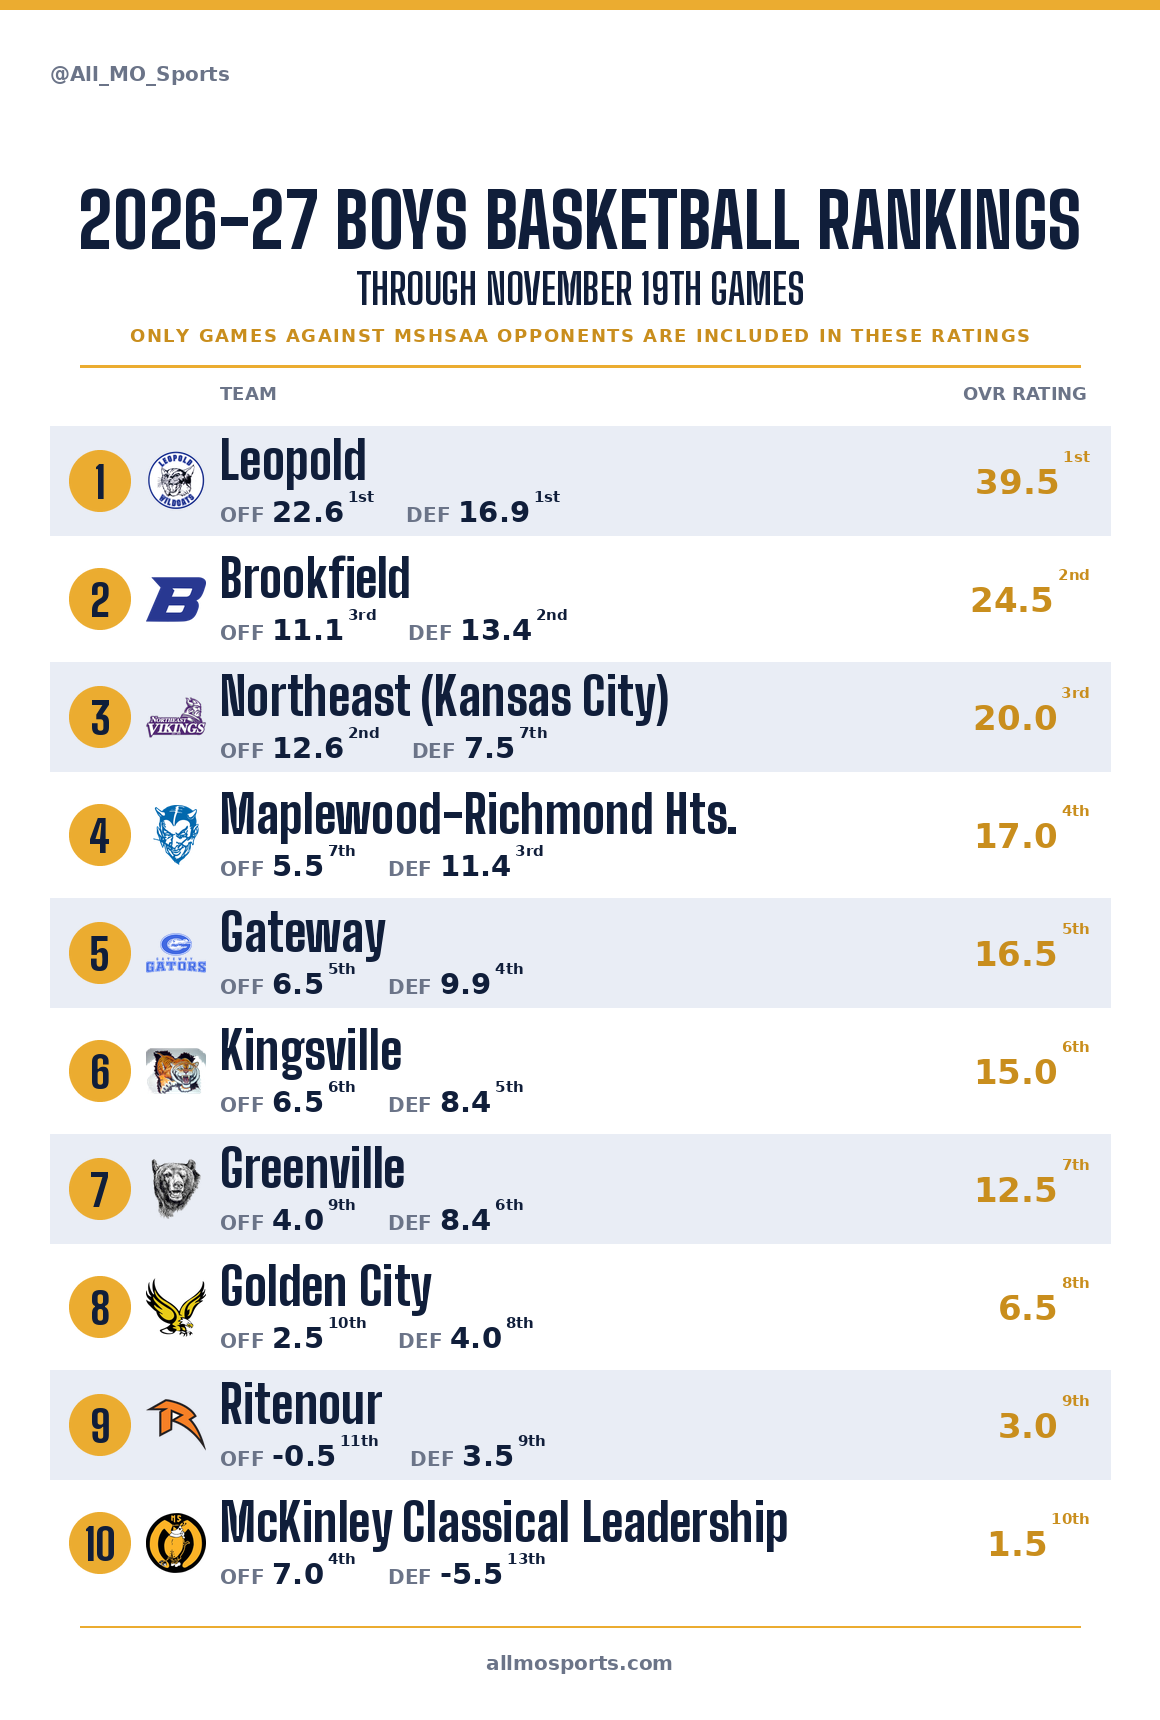 @All_MO_Sports
2026-27 BOYS BASKETBALL RANKINGS
THROUGH NOVEMBER 19TH GAMES
ONLY GAMES AGAINST MSHSAA OPPONENTS ARE INCLUDED IN THESE RATINGS
TEAM OVR RATING
1 LEOPOLD WILDCATS Leopold 39.5 1st
OFF 22.6 1st DEF 16.9 1st
2 B Brookfield 24.5 2nd
OFF 11.1 3rd DEF 13.4 2nd
3 NORTHEAST VIKINGS Northeast (Kansas City) 20.0 3rd
OFF 12.6 2nd DEF 7.5 7th
4 Maplewood-Richmond Hts. 17.0 4th
OFF 5.5 7th DEF 11.4 3rd
5 G GATEWAY GATORS Gateway 16.5 5th
OFF 6.5 5th DEF 9.9 4th
6 Kingsville 15.0 6th
OFF 6.5 6th DEF 8.4 5th
7 Greenville 12.5 7th
OFF 4.0 9th DEF 8.4 6th
8 Golden City 6.5 8th
OFF 2.5 10th DEF 4.0 8th
9 R Ritenour 3.0 9th
OFF -0.5 11th DEF 3.5 9th
10 McKinley Classical Leadership 1.5 10th
OFF 7.0 4th DEF -5.5 13th
allmosports.com